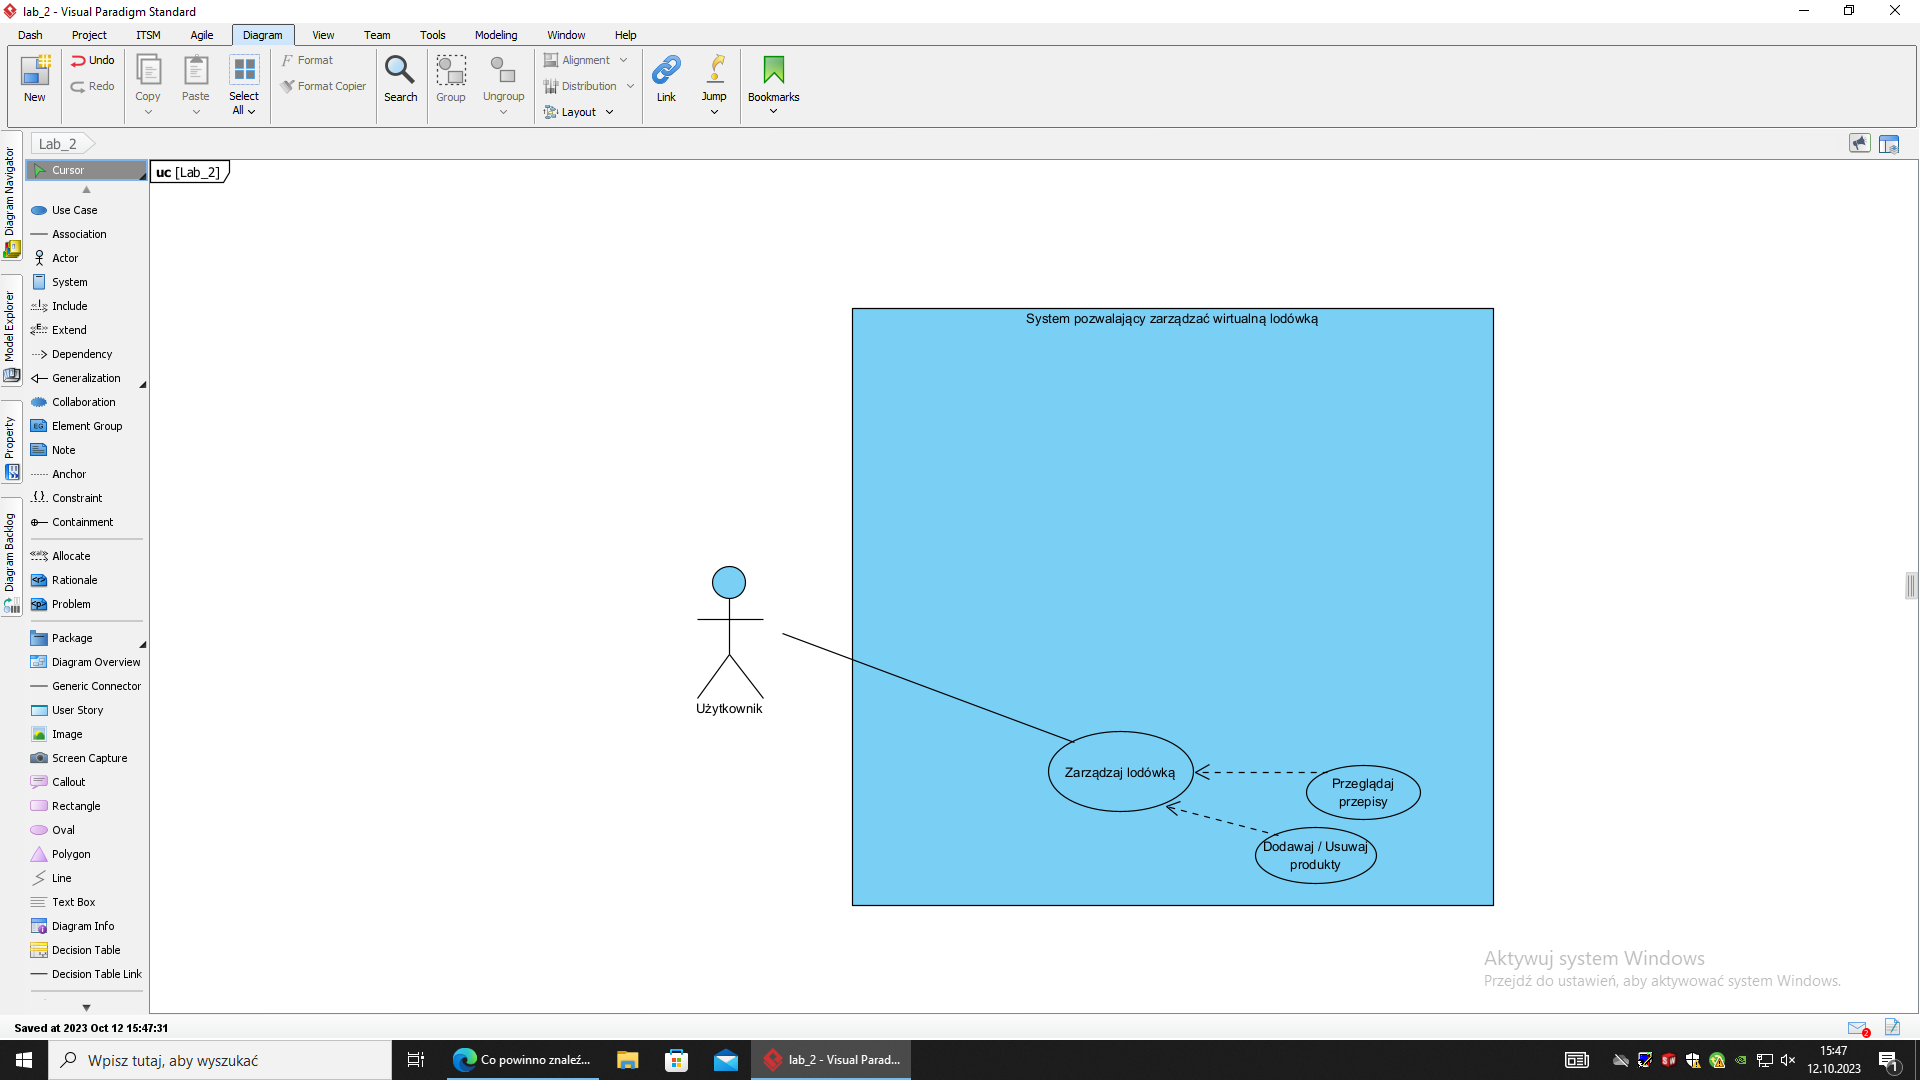 lab_2 - Visual Paradigm Standard
Dash Project ITSM Agile Diagram View Team Tools Modeling Window Help
New
Undo
Redo
Copy
Paste
Select
All
Format
Format Copier
Search
Group
Ungroup
Alignment
Distribution
Layout
Link
Jump
Bookmarks
Lab_2
Diagram Navigator
Model Explorer
Property
Diagram Backlog
Cursor
Use Case
Association
Actor
System
Include
Extend
Dependency
Generalization
Collaboration
Element Group
Note
Anchor
Constraint
Containment
Allocate
Rationale
Problem
Package
Diagram Overview
Generic Connector
User Story
Image
Screen Capture
Callout
Rectangle
Oval
Polygon
Line
Text Box
Diagram Info
Decision Table
Decision Table Link
uc [Lab_2]
System pozwalający zarządzać wirtualną lodówką
Użytkownik
Zarządzaj lodówką
Przeglądaj
przepisy
Dodawaj / Usuwaj
produkty
Aktywuj system Windows
Przejdź do ustawień, aby aktywować system Windows.
Saved at 2023 Oct 12 15:47:31
2
Wpisz tutaj, aby wyszukać
Co powinno znaleź...
lab_2 - Visual Parad...
15:47
12.10.2023
1